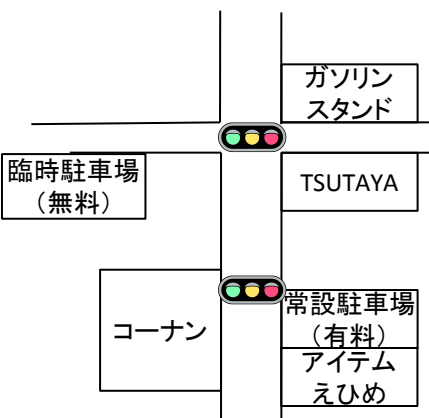 ガソリン
スタンド
臨時駐車場
（無料）
TSUTAYA
コーナン
常設駐車場
（有料）
アイテム
えひめ